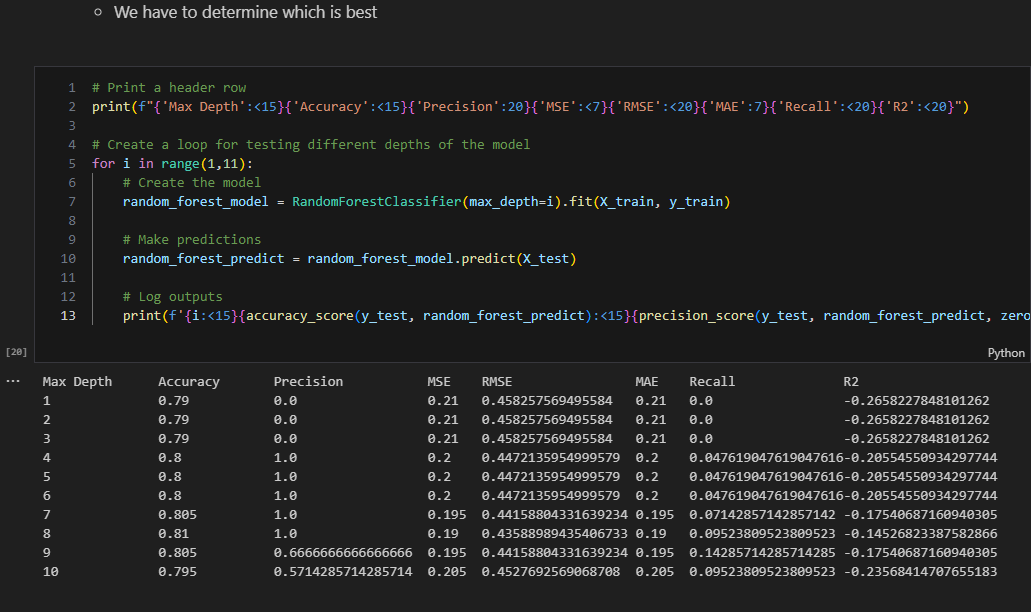 We have to determine which is best
1 # Print a header row
2 print(f"{'Max Depth':<15}{'Accuracy':<15}{'Precision':20}{'MSE':<7}{'RMSE':<20}{'MAE':7}{'Recall':<20}{'R2':<20}")
3
4 # Create a loop for testing different depths of the model
5 for i in range(1,11):
6 # Create the model
7 random_forest_model = RandomForestClassifier(max_depth=i).fit(X_train, y_train)
8
9 # Make predictions
10 random_forest_predict = random_forest_model.predict(X_test)
11
12 # Log outputs
13 print(f'{i:<15}{accuracy_score(y_test, random_forest_predict):<15}{precision_score(y_test, random_forest_predict, zero
[20]
Python
... Max Depth Accuracy Precision MSE RMSE MAE Recall R2
1 0.79 0.0 0.21 0.458257569495584 0.21 0.0 -0.2658227848101262
2 0.79 0.0 0.21 0.458257569495584 0.21 0.0 -0.2658227848101262
3 0.79 0.0 0.21 0.458257569495584 0.21 0.0 -0.2658227848101262
4 0.8 1.0 0.2 0.4472135954999579 0.2 0.047619047619047616-0.20554550934297744
5 0.8 1.0 0.2 0.4472135954999579 0.2 0.047619047619047616-0.20554550934297744
6 0.8 1.0 0.2 0.4472135954999579 0.2 0.047619047619047616-0.20554550934297744
7 0.805 1.0 0.195 0.44158804331639234 0.195 0.07142857142857142 -0.17540687160940305
8 0.81 1.0 0.19 0.43588989435406733 0.19 0.09523809523809523 -0.14526823387582866
9 0.805 0.6666666666666666 0.195 0.44158804331639234 0.195 0.14285714285714285 -0.17540687160940305
10 0.795 0.5714285714285714 0.205 0.4527692569068708 0.205 0.09523809523809523 -0.23568414707655183